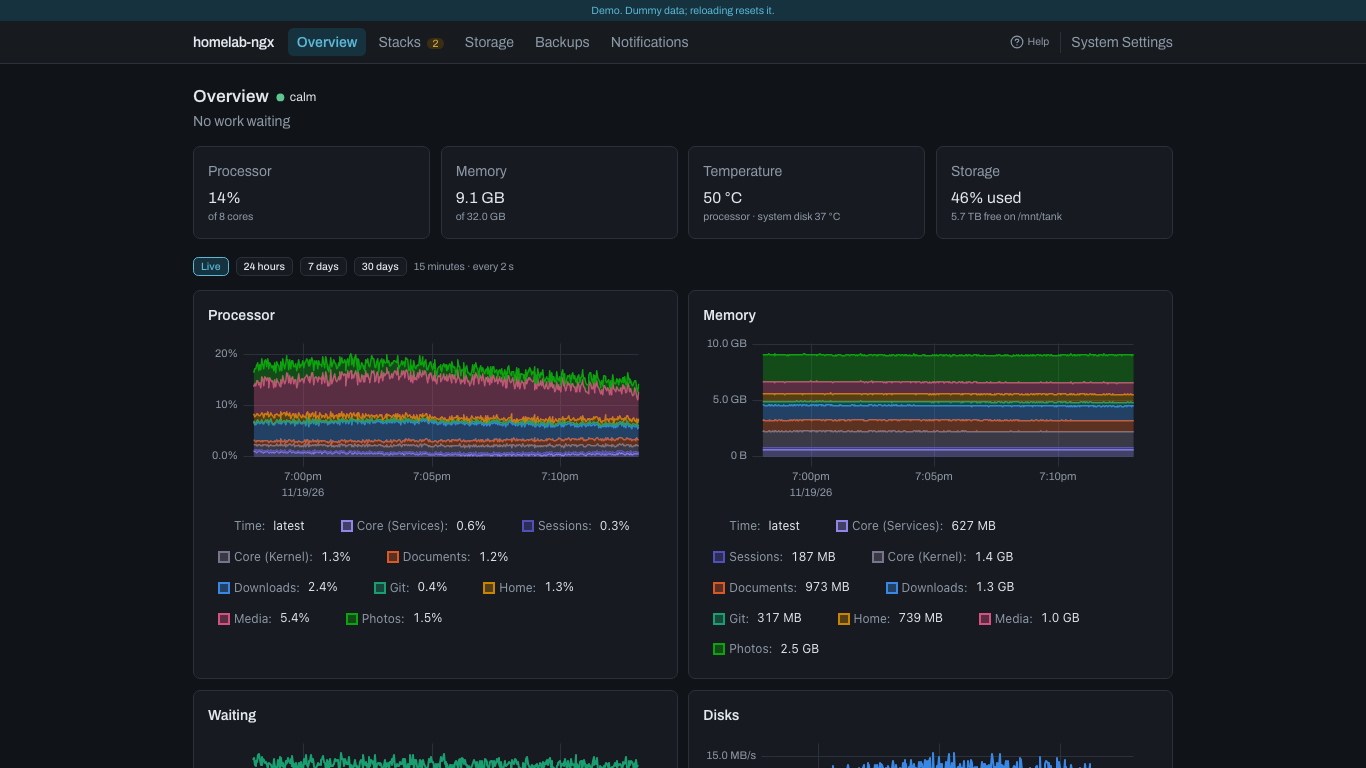 Demo. Dummy data; reloading resets it.
homelab-ngx Overview Stacks 2 Storage Backups Notifications Help System Settings
Overview calm
No work waiting
Processor
14%
of 8 cores
Memory
9.1 GB
of 32.0 GB
Temperature
50 °C
processor · system disk 37 °C
Storage
46% used
5.7 TB free on /mnt/tank
Live 24 hours 7 days 30 days 15 minutes · every 2 s
Processor
20%
10%
0.0%
7:00pm 7:05pm 7:10pm
11/19/26
Time: latest Core (Services): 0.6% Sessions: 0.3%
Core (Kernel): 1.3% Documents: 1.2%
Downloads: 2.4% Git: 0.4% Home: 1.3%
Media: 5.4% Photos: 1.5%
Memory
10.0 GB
5.0 GB
0 B
7:00pm 7:05pm 7:10pm
11/19/26
Time: latest Core (Services): 627 MB
Sessions: 187 MB Core (Kernel): 1.4 GB
Documents: 973 MB Downloads: 1.3 GB
Git: 317 MB Home: 739 MB Media: 1.0 GB
Photos: 2.5 GB
Waiting
Disks
15.0 MB/s